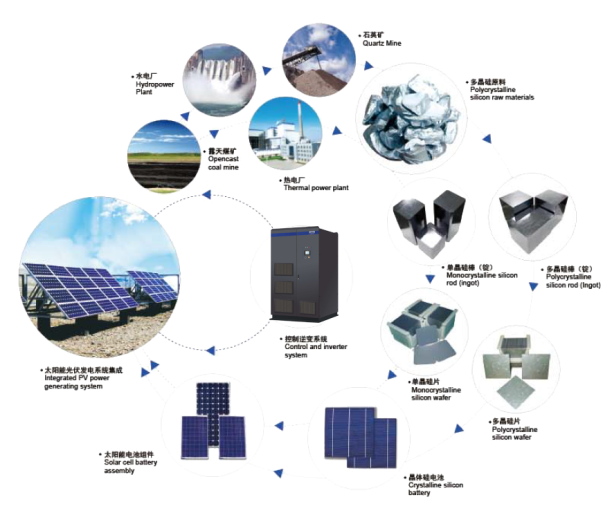 • 石英矿
Quartz Mine
• 水电厂
Hydropower
Plant
• 多晶硅原料
Polycrystalline
silicon raw materials
• 露天煤矿
Opencast
coal mine
• 热电厂
Thermal power plant
• 单晶硅棒（锭）
Monocrystalline silicon
rod (ingot)
• 多晶硅棒（锭）
Polycrystalline
silicon rod (Ingot)
• 控制逆变系统
Control and inverter
system
• 太阳能光伏发电系统集成
Integrated PV power
generating system
• 单晶硅片
Monocrystalline
silicon wafer
• 多晶硅片
Polycrystalline
silicon wafer
• 太阳能电池组件
Solar cell battery
assembly
• 晶体硅电池
Crystalline silicon
battery